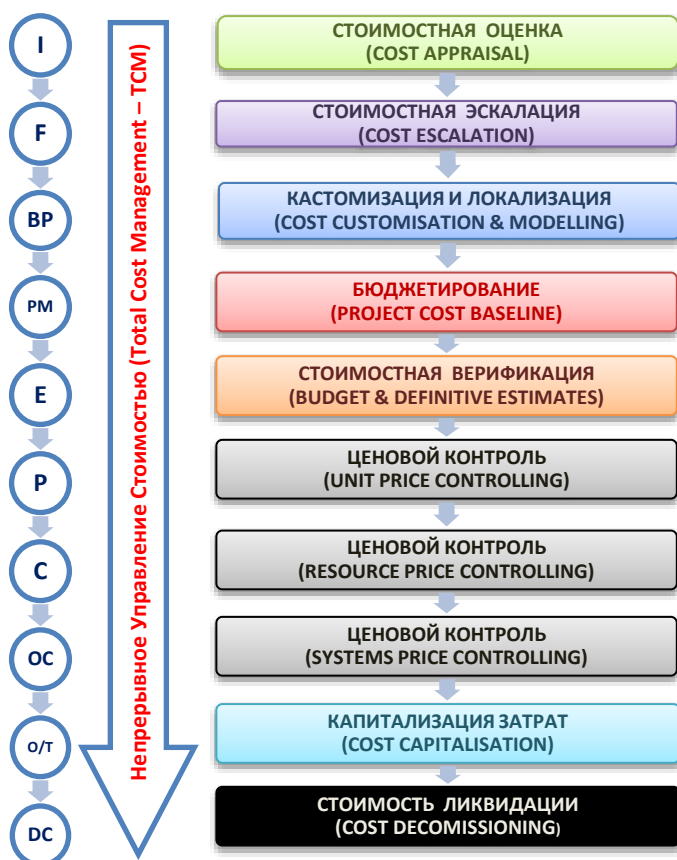 I
СТОИМОСТНАЯ ОЦЕНКА
(COST APPRAISAL)
F
СТОИМОСТНАЯ ЭСКАЛАЦИЯ
(COST ESCALATION)
BP
КАСТОМИЗАЦИЯ И ЛОКАЛИЗАЦИЯ
(COST CUSTOMISATION & MODELLING)
PM
БЮДЖЕТИРОВАНИЕ
(PROJECT COST BASELINE)
E
СТОИМОСТНАЯ ВЕРИФИКАЦИЯ
(BUDGET & DEFINITIVE ESTIMATES)
P
ЦЕНОВОЙ КОНТРОЛЬ
(UNIT PRICE CONTROLLING)
C
ЦЕНОВОЙ КОНТРОЛЬ
(RESOURCE PRICE CONTROLLING)
OC
ЦЕНОВОЙ КОНТРОЛЬ
(SYSTEMS PRICE CONTROLLING)
O/T
КАПИТАЛИЗАЦИЯ ЗАТРАТ
(COST CAPITALISATION)
DC
СТОИМОСТЬ ЛИКВИДАЦИИ
(COST DECOMISSIONING)
Непрерывное Управление Стоимостью (Total Cost Management – TCM)